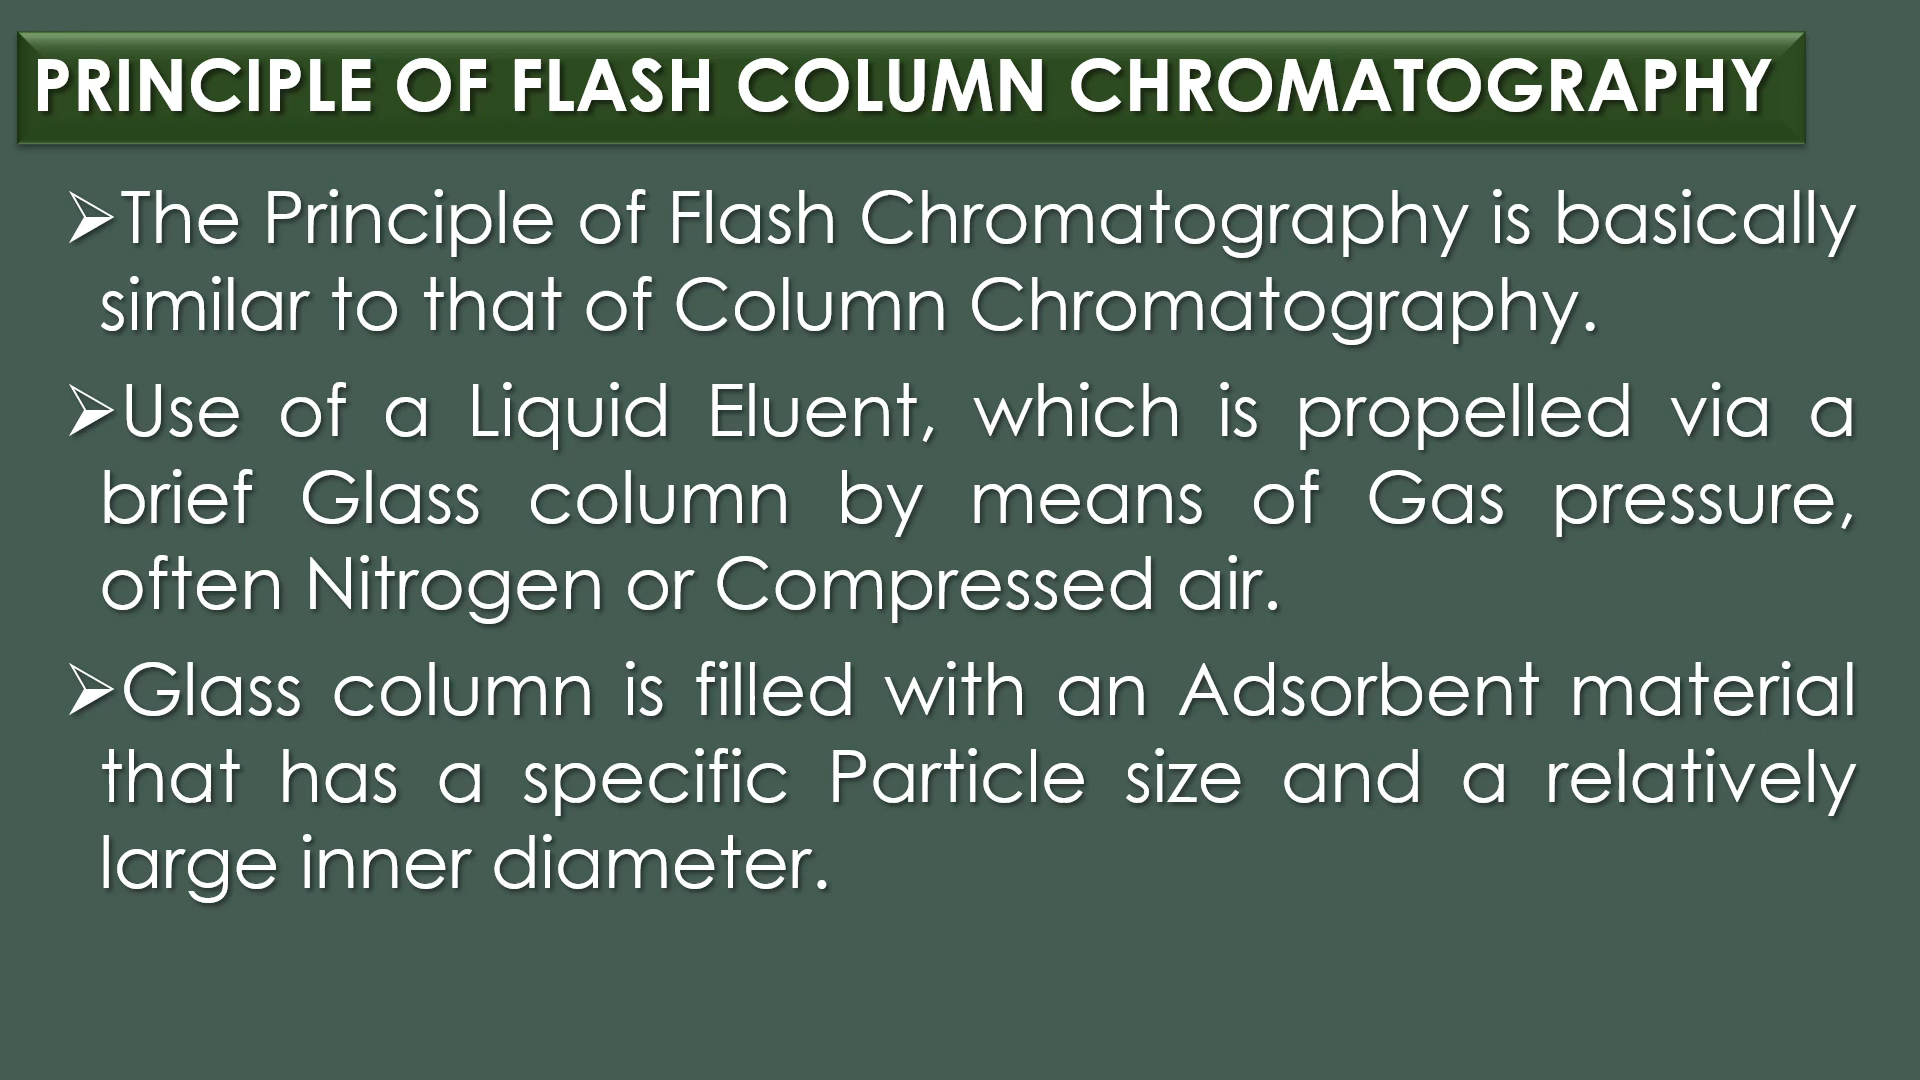 PRINCIPLE OF FLASH COLUMN CHROMATOGRAPHY
➢The Principle of Flash Chromatography is basically
similar to that of Column Chromatography.
➢Use of a Liquid Eluent, which is propelled via a
brief Glass column by means of Gas pressure,
often Nitrogen or Compressed air.
➢Glass column is filled with an Adsorbent material
that has a specific Particle size and a relatively
large inner diameter.